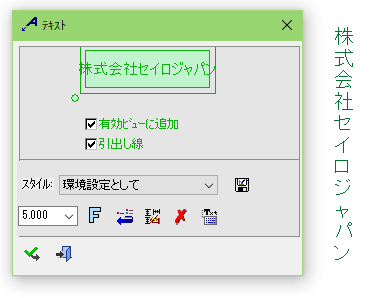 テキスト
株式会社セイロジャパン
有効ビューに追加
引出し線
スタイル: 環境設定として
5.000
株式会社セイロジャパン